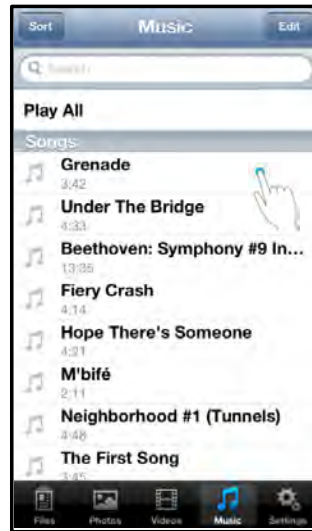 Sort Music Edit
Search
Play All
Songs
Grenade
3:42
Under The Bridge
4:33
Beethoven: Symphony #9 In...
13:35
Fiery Crash
4:14
Hope There's Someone
4:21
M'bifé
2:11
Neighborhood #1 (Tunnels)
4:48
The First Song
3:45
Files Photos Videos Music Settings